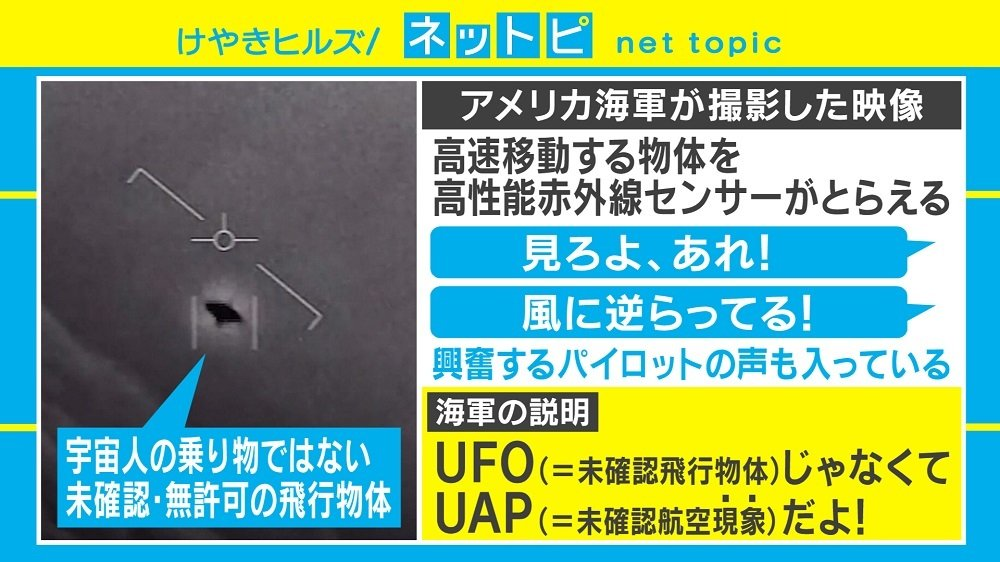 けやきヒルズ/ ネットピ net topic
アメリカ海軍が撮影した映像
高速移動する物体を
高性能赤外線センサーがとらえる
見ろよ、あれ!
風に逆らってる!
興奮するパイロットの声も入っている
宇宙人の乗り物ではない
未確認・無許可の飛行物体
海軍の説明
UFO(=未確認飛行物体)じゃなくて
UAP(=未確認航空現象)だよ!